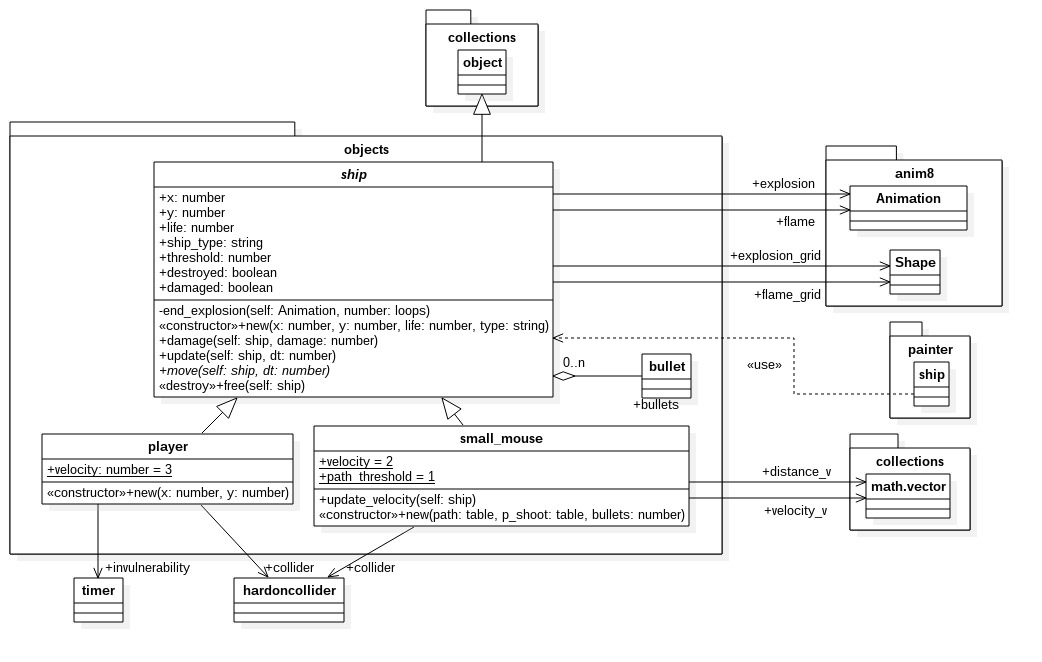 collections
object
objects
ship
+x: number
+y: number
+life: number
+ship_type: string
+threshold: number
+destroyed: boolean
+damaged: boolean
-end_explosion(self: Animation, number: loops)
«constructor»+new(x: number, y: number, life: number, type: string)
+damage(self: ship, damage: number)
+update(self: ship, dt: number)
+move(self: ship, dt: number)
«destroy»+free(self: ship)
+explosion
+flame
+explosion_grid
+flame_grid
anim8
Animation
Shape
«use»
painter
ship
0..n
bullet
+bullets
player
+velocity: number = 3
«constructor»+new(x: number, y: number)
small_mouse
+velocity = 2
+path_threshold = 1
+update_velocity(self: ship)
«constructor»+new(path: table, p_shoot: table, bullets: number)
+distance_v
+velocity_v
collections
math.vector
+invulnerability
+collider
+collider
timer
hardoncollider